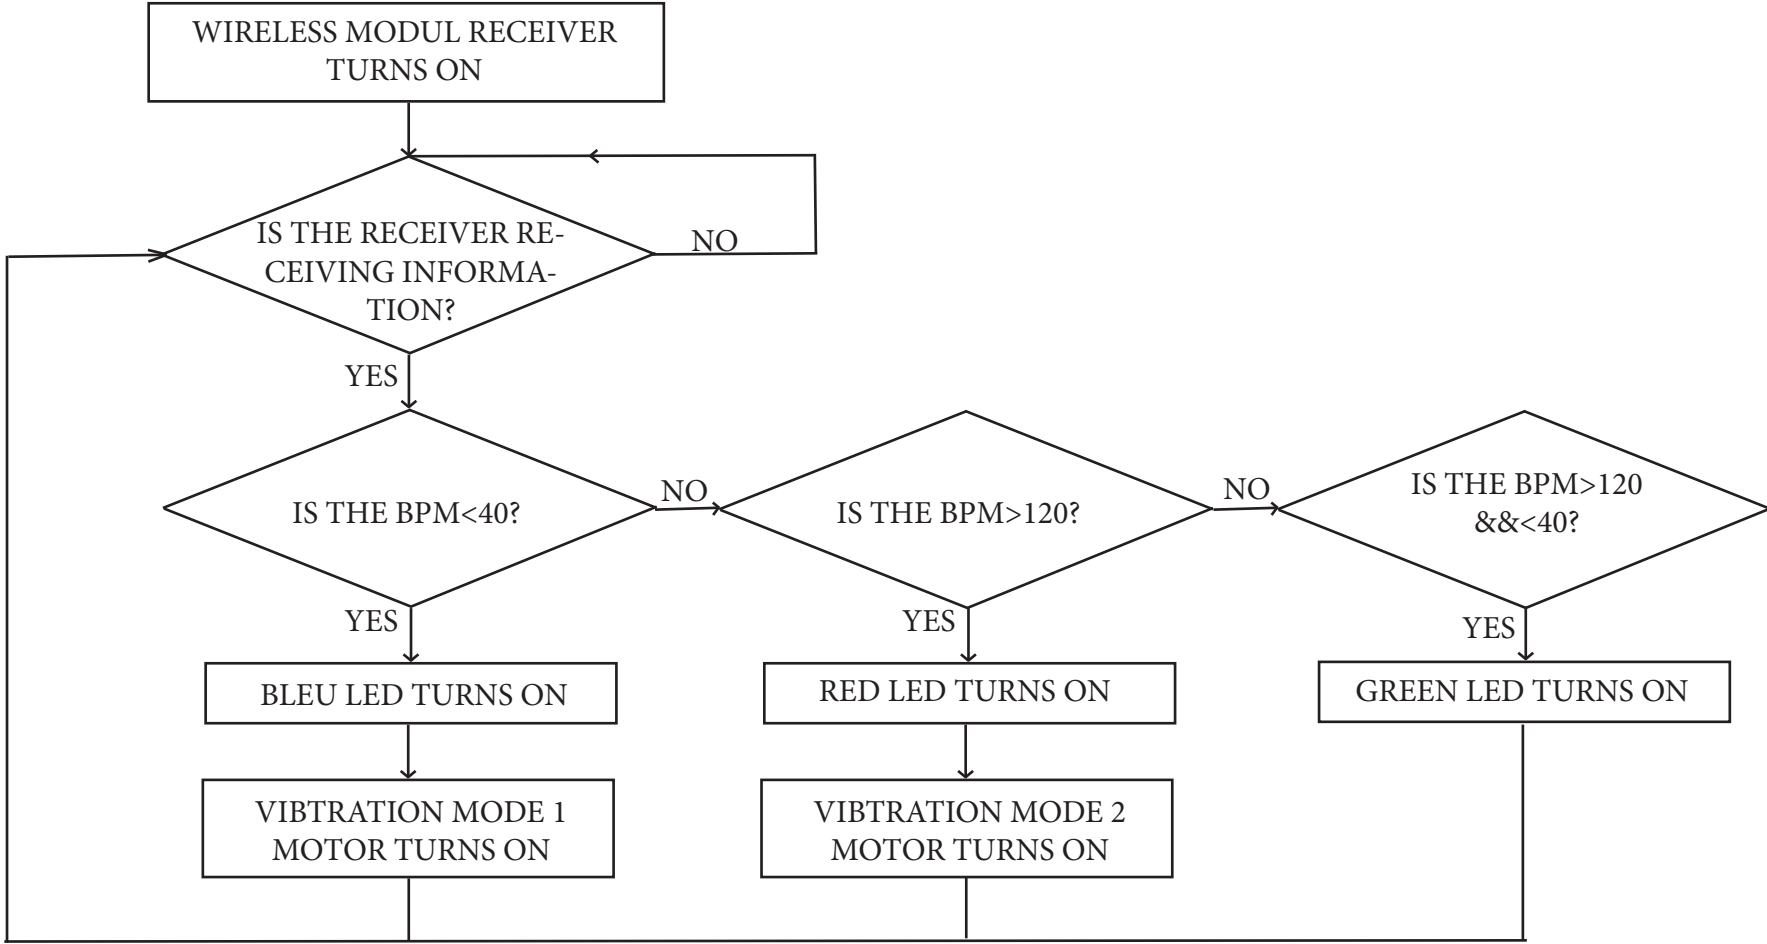 WIRELESS MODUL RECEIVER
TURNS ON
IS THE RECEIVER RE-
CEIVING INFORMA-
TION?
NO
YES
IS THE BPM<40?
NO
IS THE BPM>120?
NO
IS THE BPM>120
&&<40?
YES
YES
YES
BLEU LED TURNS ON
RED LED TURNS ON
GREEN LED TURNS ON
VIBTRATION MODE 1
MOTOR TURNS ON
VIBTRATION MODE 2
MOTOR TURNS ON